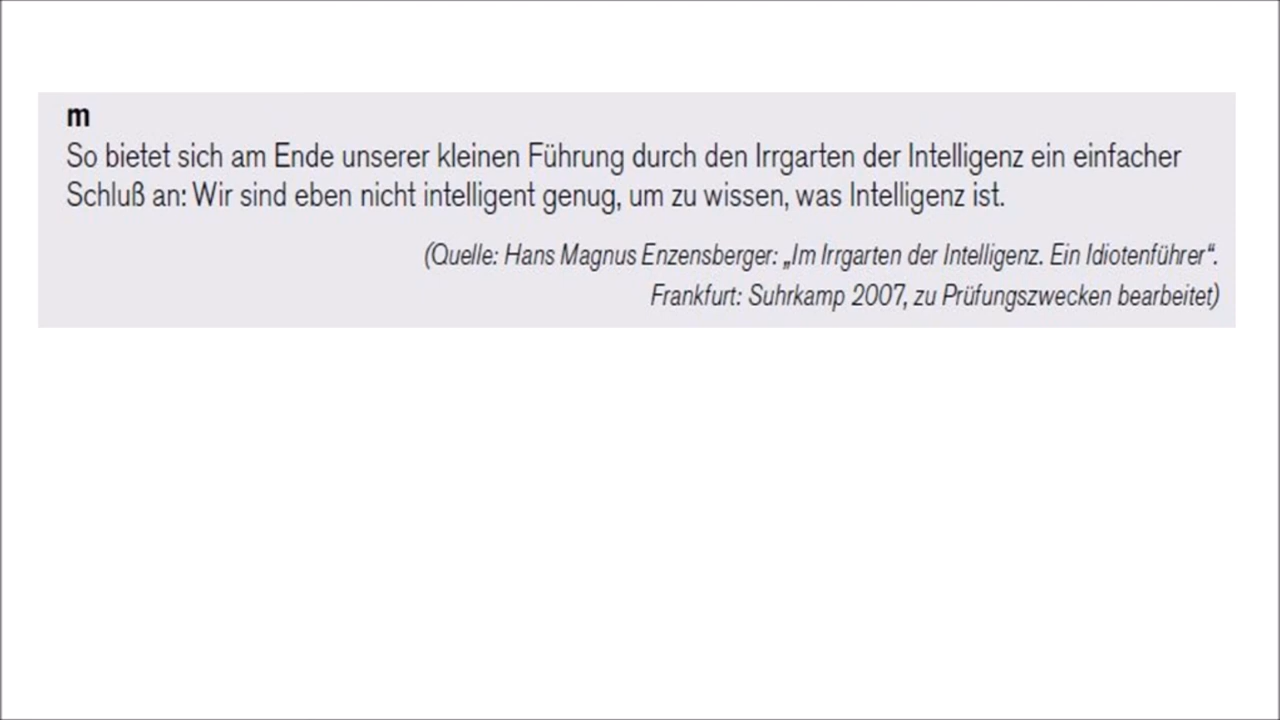 m
So bietet sich am Ende unserer kleinen Führung durch den Irrgarten der Intelligenz ein einfacher
Schluß an: Wir sind eben nicht intelligent genug, um zu wissen, was Intelligenz ist.
(Quelle: Hans Magnus Enzensberger: „Im Irrgarten der Intelligenz. Ein Idiotenführer“.
Frankfurt: Suhrkamp 2007, zu Prüfungszwecken bearbeitet)